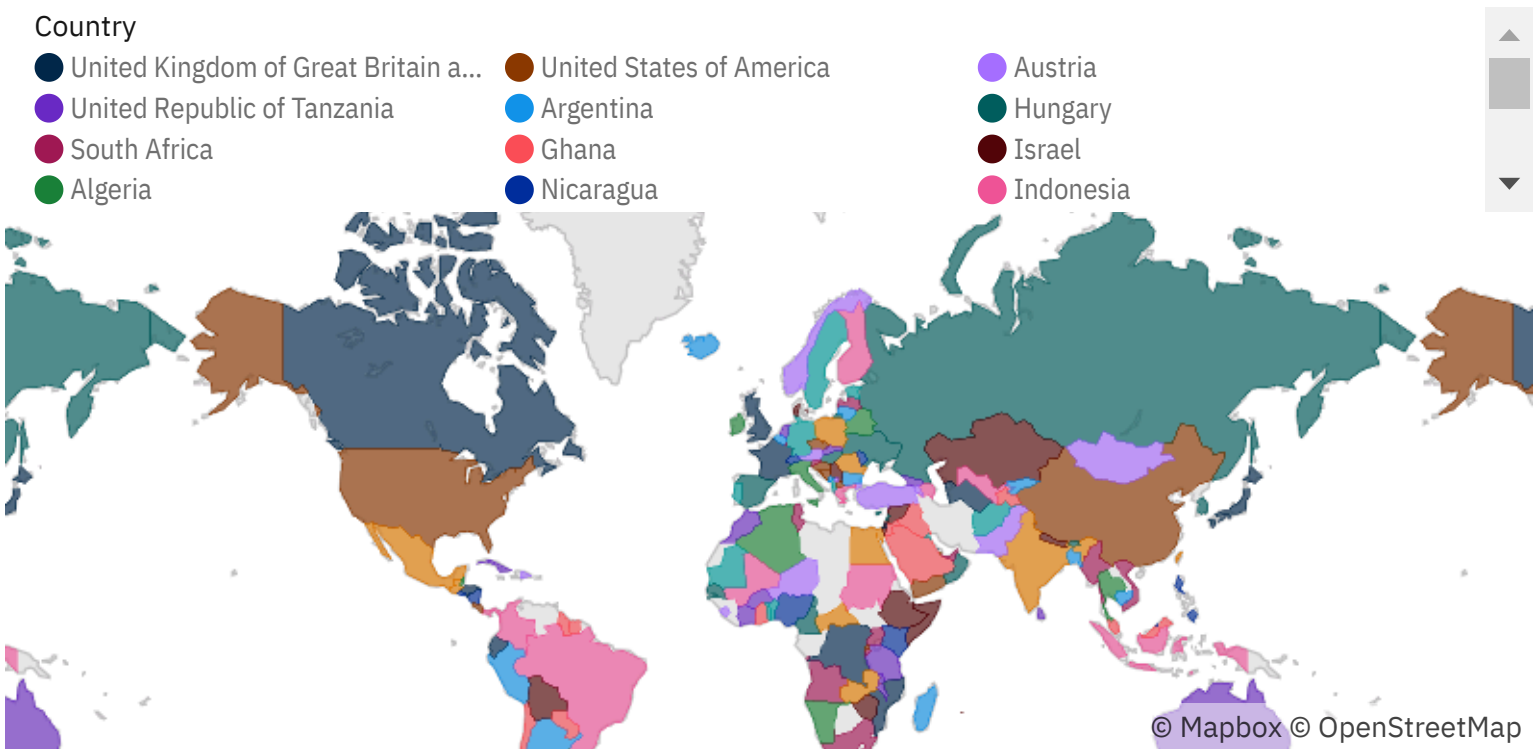 Country
United Kingdom of Great Britain a... United States of America Austria
United Republic of Tanzania Argentina Hungary
South Africa Ghana Israel
Algeria Nicaragua Indonesia
© Mapbox © OpenStreetMap